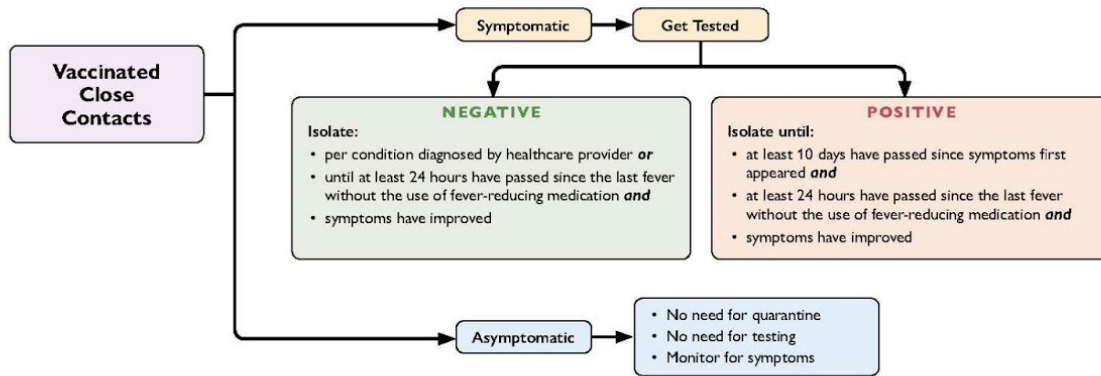 Symptomatic
Get Tested
Vaccinated
Close
Contacts
NEGATIVE
Isolate:
• per condition diagnosed by healthcare provider or
• until at least 24 hours have passed since the last fever
without the use of fever-reducing medication and
• symptoms have improved
POSITIVE
Isolate until:
• at least 10 days have passed since symptoms first
appeared and
• at least 24 hours have passed since the last fever
without the use of fever-reducing medication and
• symptoms have improved
Asymptomatic
• No need for quarantine
• No need for testing
• Monitor for symptoms